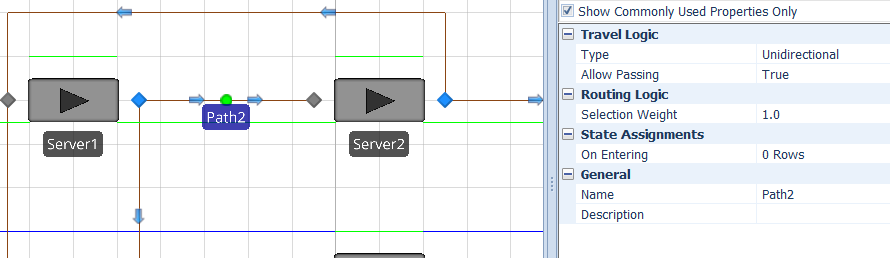 Show Commonly Used Properties Only
Travel Logic
Type Unidirectional
Allow Passing True
Routing Logic
Selection Weight 1.0
State Assignments
On Entering 0 Rows
General
Name Path2
Description
Path2
Server1
Server2